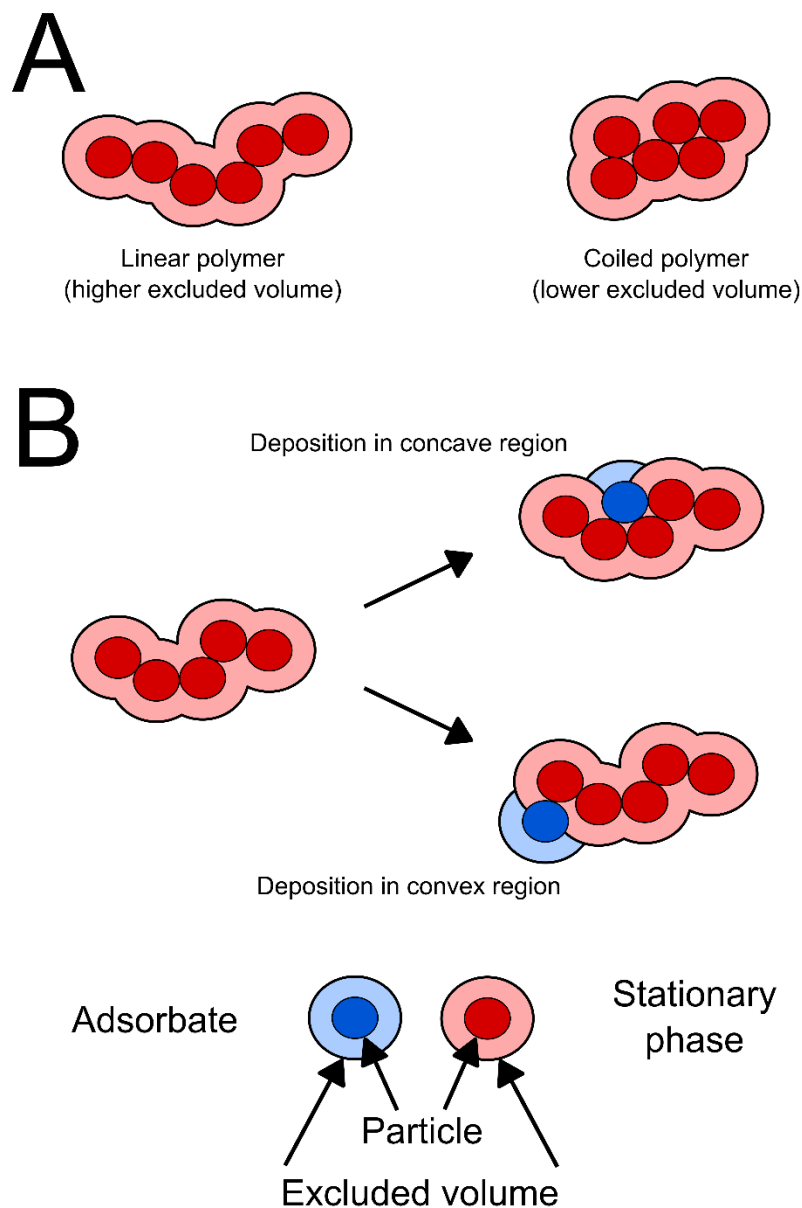 A
Linear polymer
(higher excluded volume)
Coiled polymer
(lower excluded volume)
B
Deposition in concave region
Deposition in convex region
Adsorbate
Stationary
phase
Particle
Excluded volume